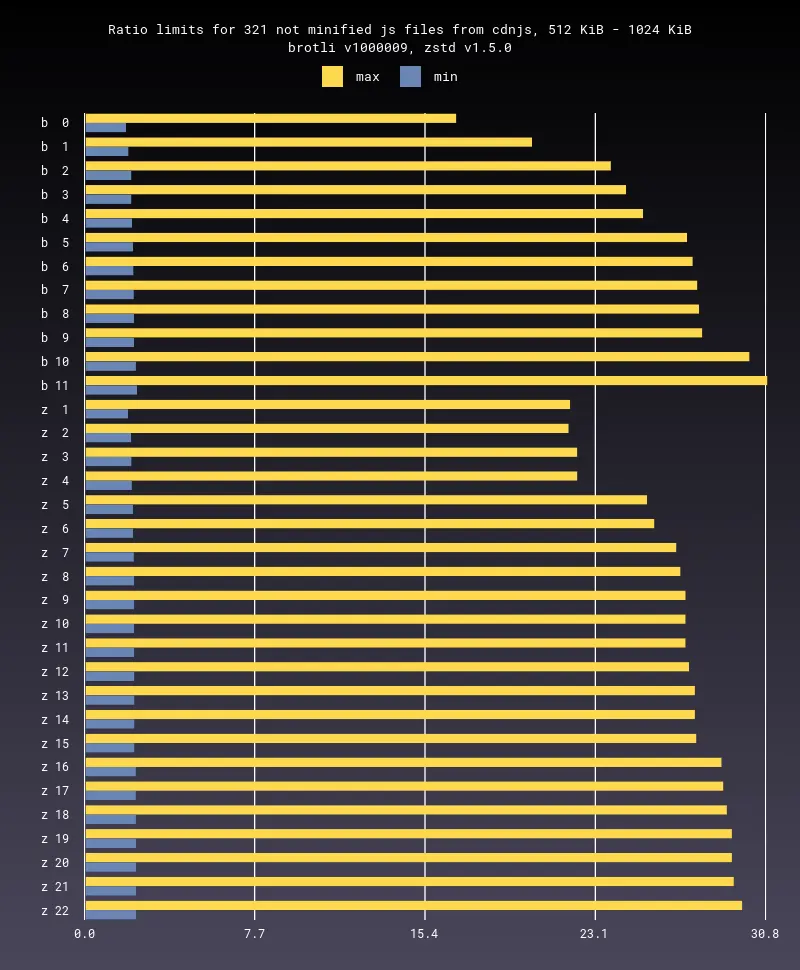 Ratio limits for 321 not minified js files from cdnjs, 512 KiB - 1024 KiB
brotli v1000009, zstd v1.5.0
max min
b 0
b 1
b 2
b 3
b 4
b 5
b 6
b 7
b 8
b 9
b 10
b 11
z 1
z 2
z 3
z 4
z 5
z 6
z 7
z 8
z 9
z 10
z 11
z 12
z 13
z 14
z 15
z 16
z 17
z 18
z 19
z 20
z 21
z 22
0.0 7.7 15.4 23.1 30.8